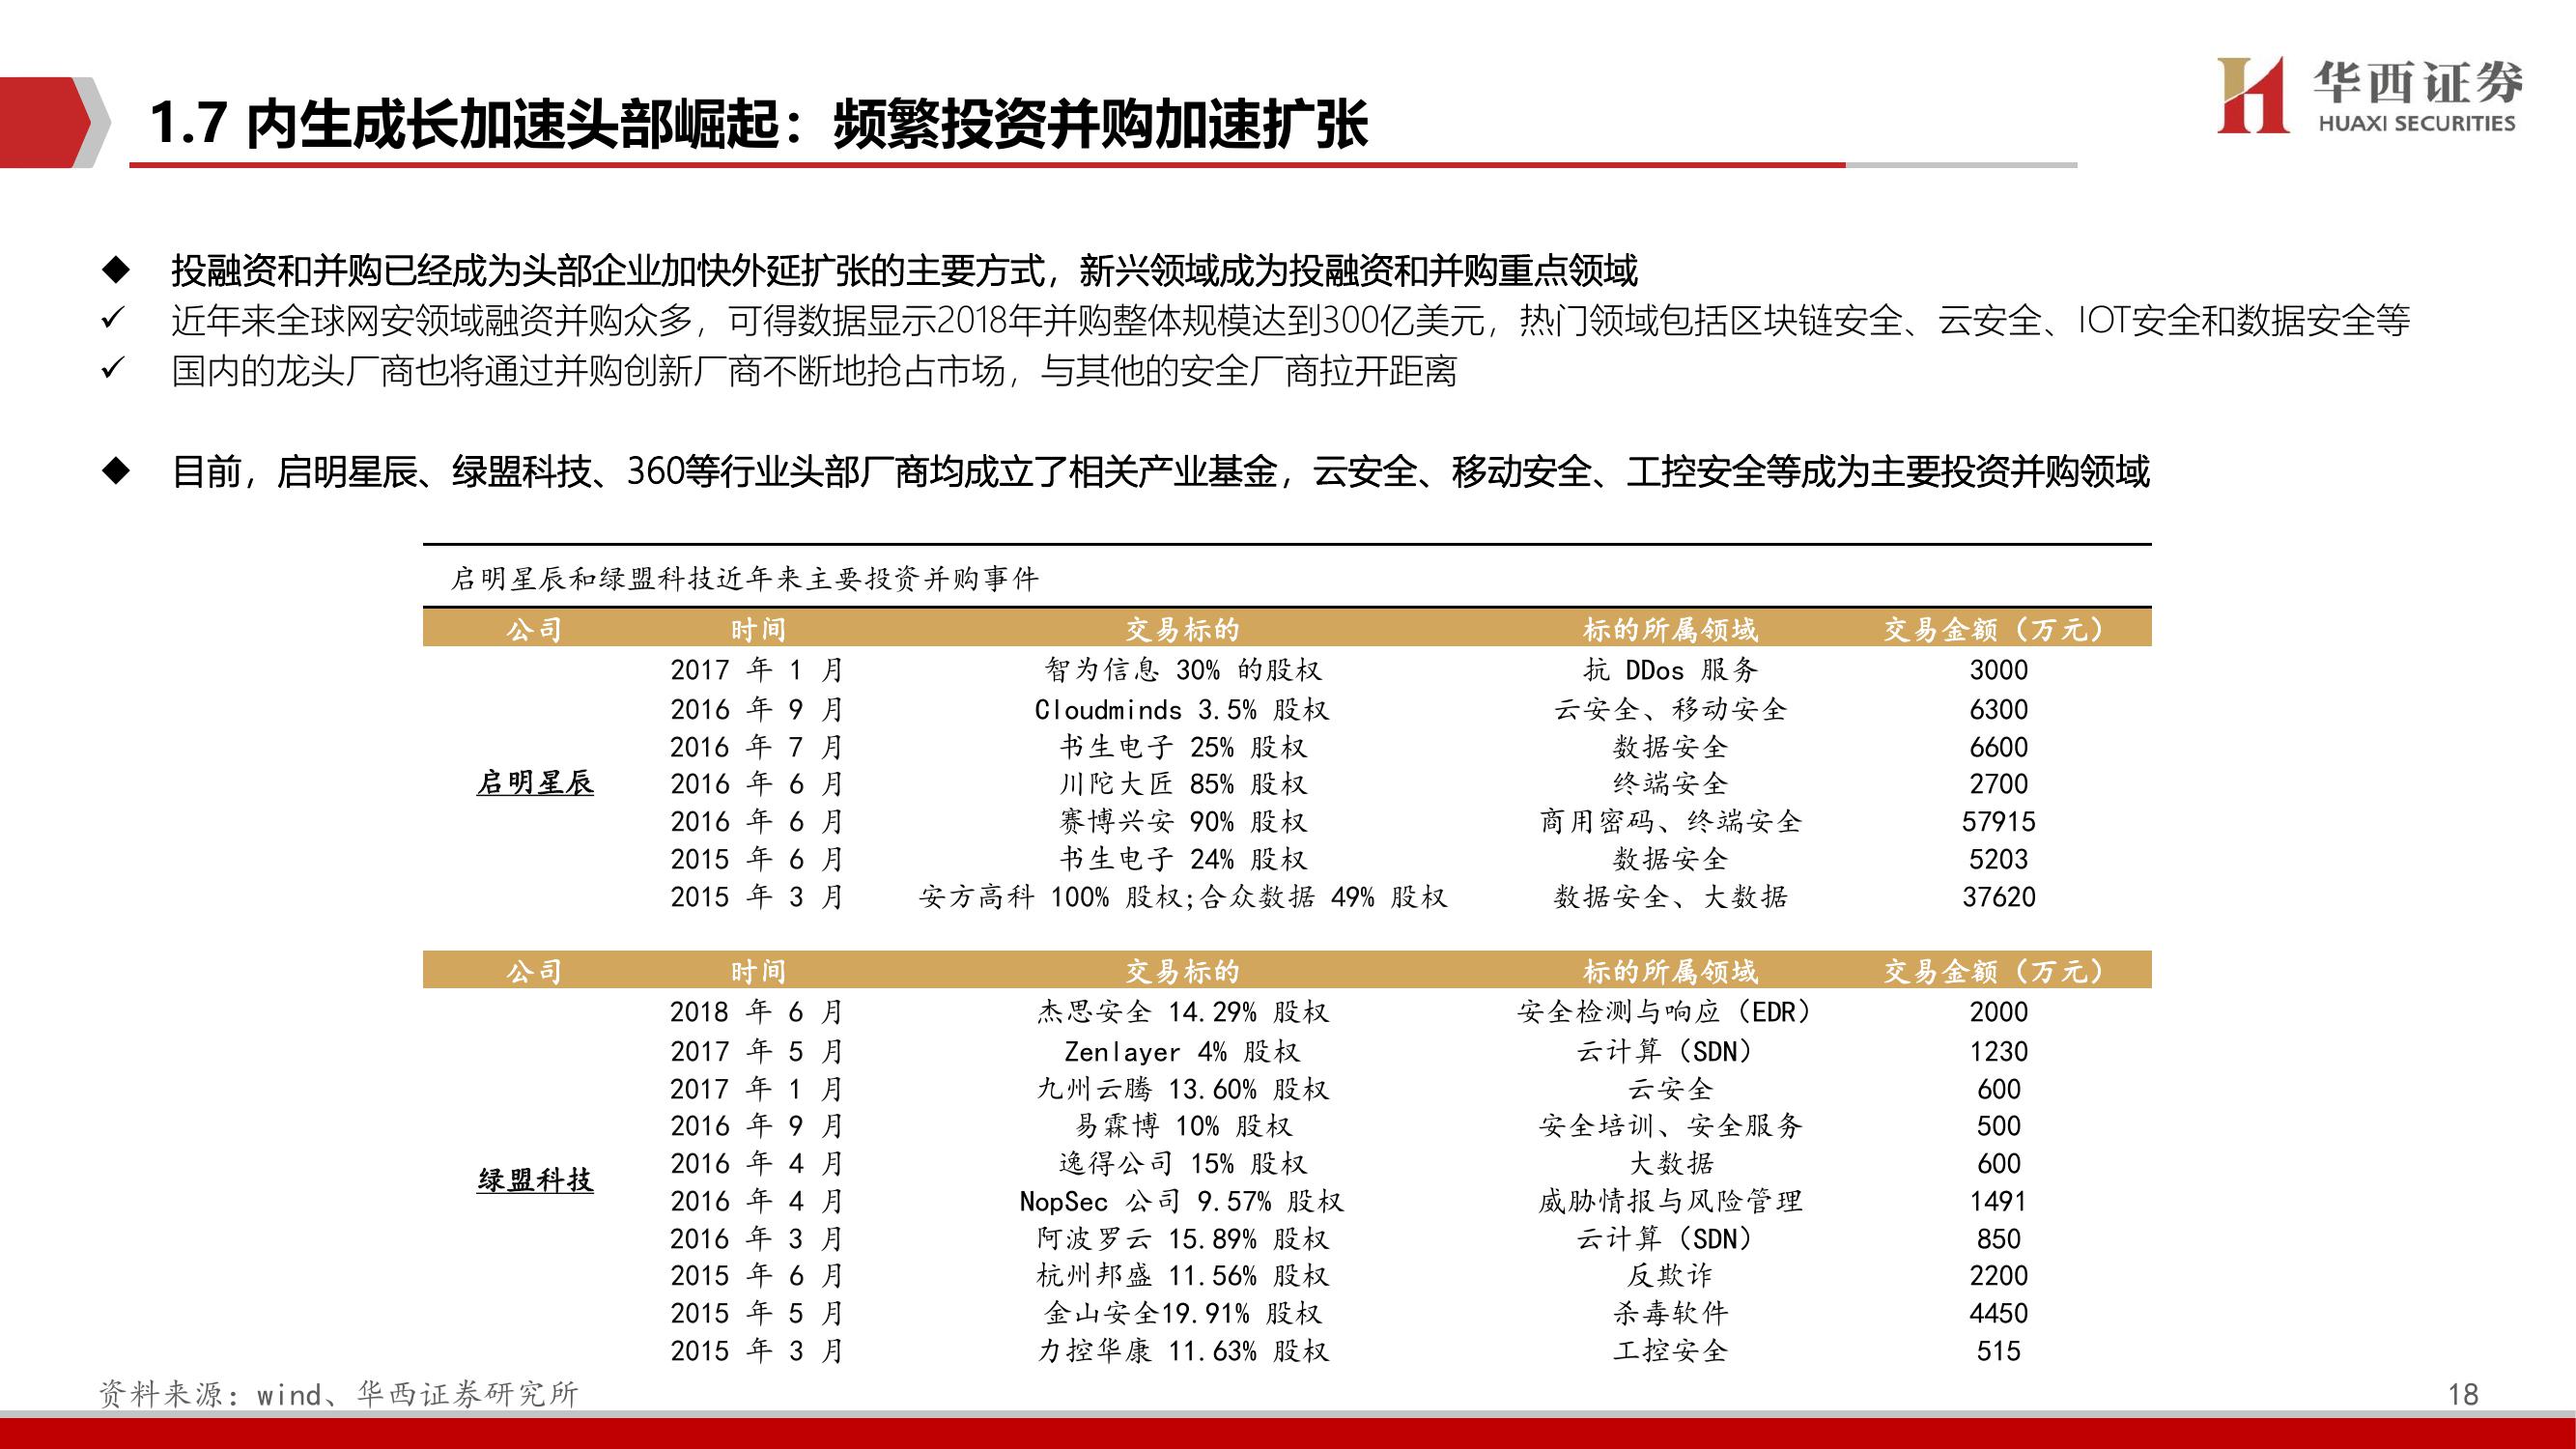 1.7 内生成长加速头部崛起：频繁投资并购加速扩张
华西证券
HUAXI SECURITIES
◆ 投融资和并购已经成为头部企业加快外延扩张的主要方式，新兴领域成为投融资和并购重点领域
✓ 近年来全球网安领域融资并购众多，可得数据显示2018年并购整体规模达到300亿美元，热门领域包括区块链安全、云安全、IOT安全和数据安全等
✓ 国内的龙头厂商也将通过并购创新厂商不断地抢占市场，与其他的安全厂商拉开距离
◆ 目前，启明星辰、绿盟科技、360等行业头部厂商均成立了相关产业基金，云安全、移动安全、工控安全等成为主要投资并购领域
启明星辰和绿盟科技近年来主要投资并购事件
公司 时间 交易标的 标的所属领域 交易金额（万元）
2017 年 1 月 智为信息 30% 的股权 抗 DDos 服务 3000
2016 年 9 月 Cloudminds 3.5% 股权 云安全、移动安全 6300
2016 年 7 月 书生电子 25% 股权 数据安全 6600
启明星辰 2016 年 6 月 川陀大匠 85% 股权 终端安全 2700
2016 年 6 月 赛博兴安 90% 股权 商用密码、终端安全 57915
2015 年 6 月 书生电子 24% 股权 数据安全 5203
2015 年 3 月 安方高科 100% 股权;合众数据 49% 股权 数据安全、大数据 37620
公司 时间 交易标的 标的所属领域 交易金额（万元）
2018 年 6 月 杰思安全 14.29% 股权 安全检测与响应（EDR） 2000
2017 年 5 月 Zenlayer 4% 股权 云计算（SDN） 1230
2017 年 1 月 九州云腾 13.60% 股权 云安全 600
2016 年 9 月 易霖博 10% 股权 安全培训、安全服务 500
2016 年 4 月 逸得公司 15% 股权 大数据 600
绿盟科技
2016 年 4 月 NopSec 公司 9.57% 股权 威胁情报与风险管理 1491
2016 年 3 月 阿波罗云 15.89% 股权 云计算（SDN） 850
2015 年 6 月 杭州邦盛 11.56% 股权 反欺诈 2200
2015 年 5 月 金山安全19.91% 股权 杀毒软件 4450
2015 年 3 月 力控华康 11.63% 股权 工控安全 515
资料来源：wind、华西证券研究所
18